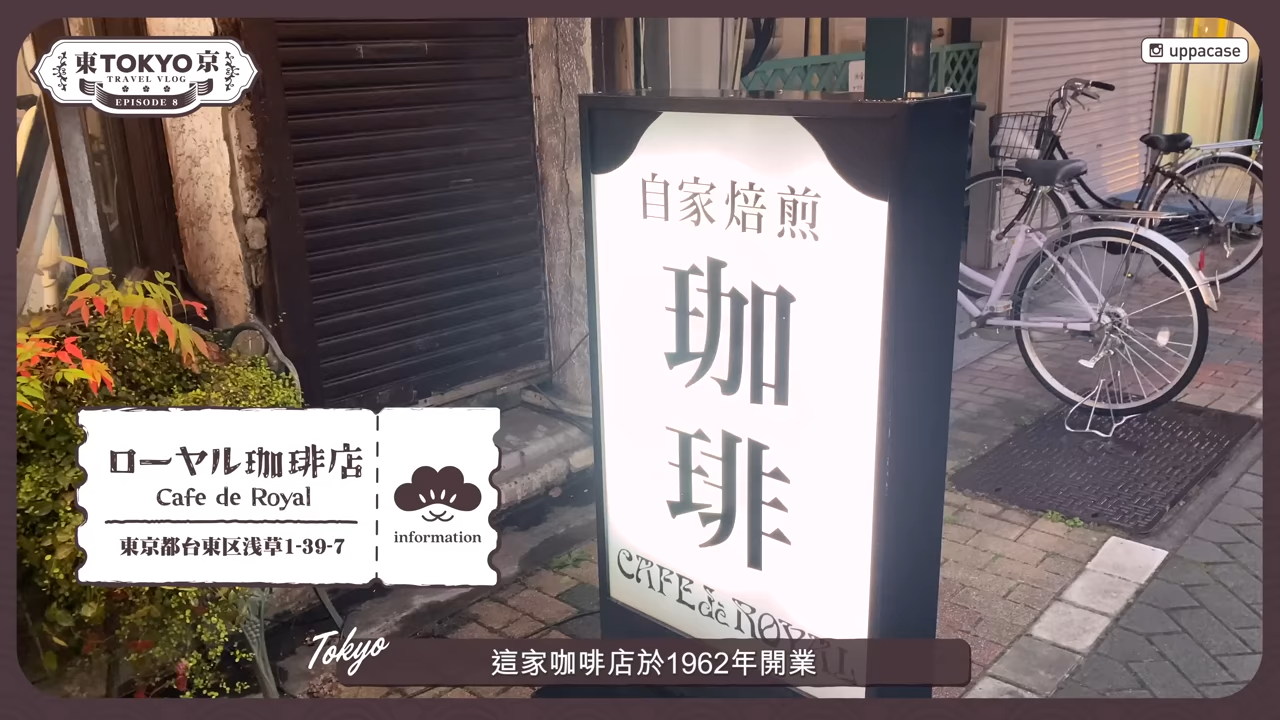 東TOKYO京
TRAVEL VLOG
EPISODE 8
uppacase
自家焙煎
珈
琲
CAFE de ROYAL
ローヤル珈琲店
Cafe de Royal
東京都台東区浅草1-39-7
information
Tokyo
這家咖啡店於1962年開業